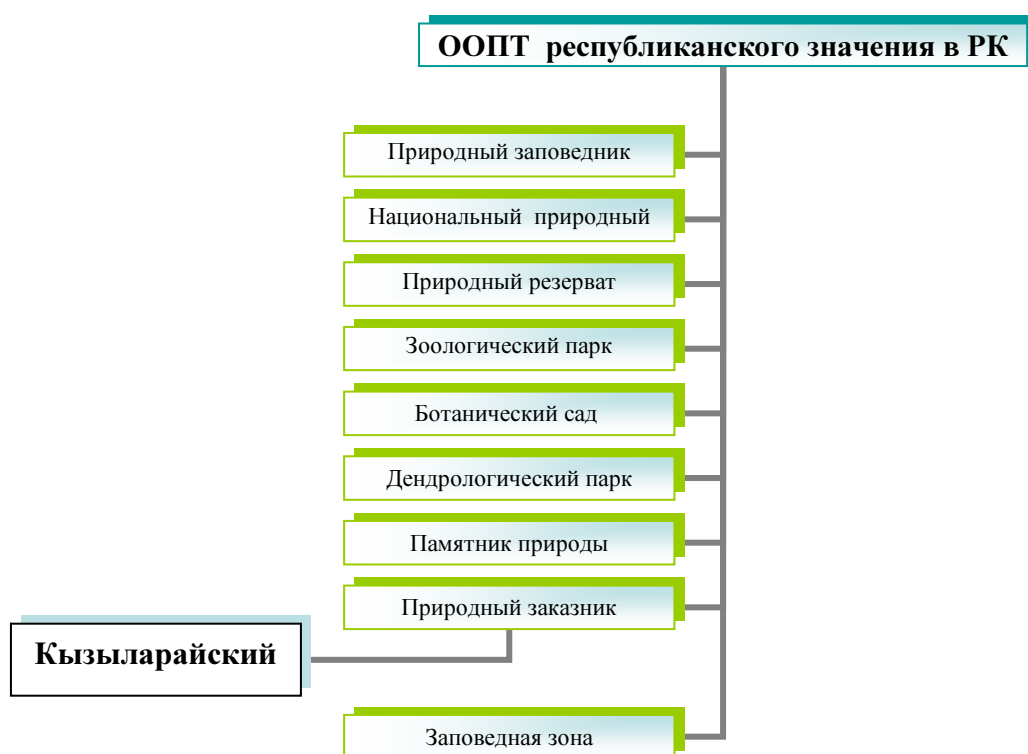 ООПТ республиканского значения в РК
Природный заповедник
Национальный природный
Природный резерват
Зоологический парк
Ботанический сад
Дендрологический парк
Памятник природы
Природный заказник
Кызыларайский
Заповедная зона